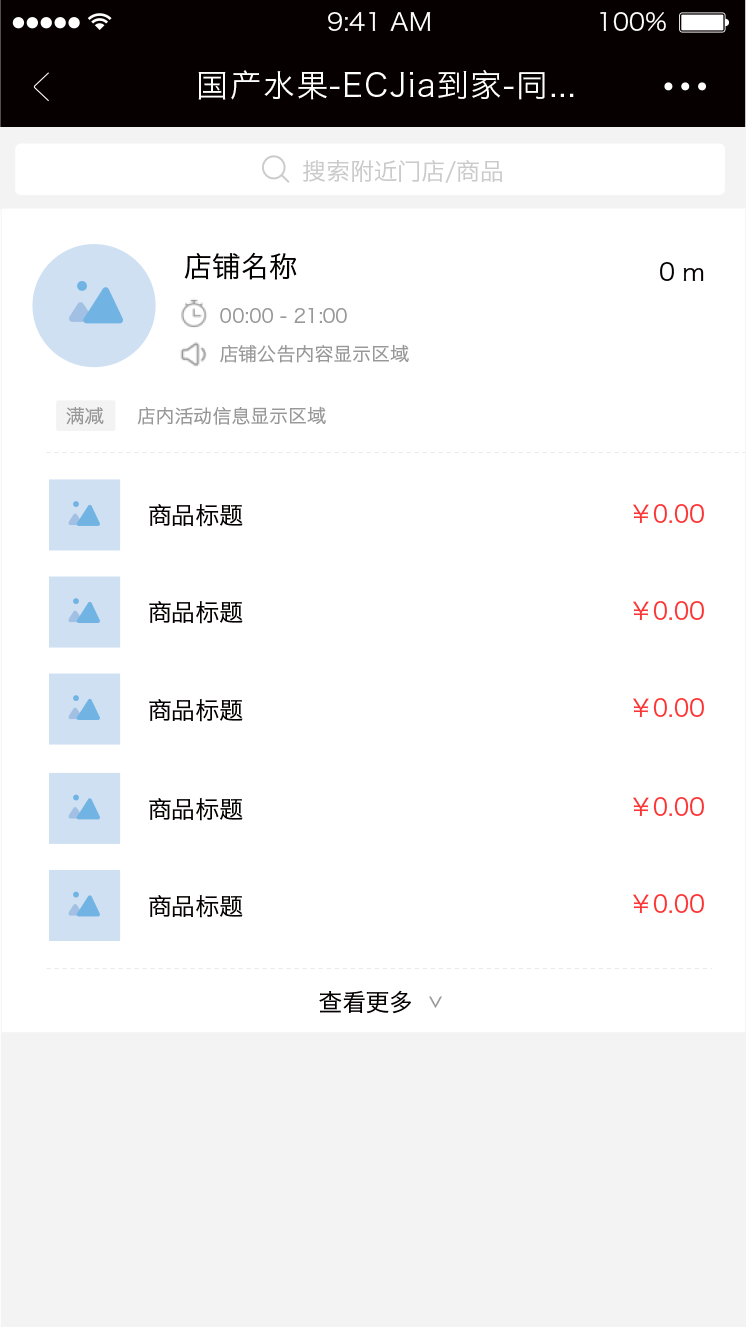 9:41 AM 100%
国产水果-ECJia到家-同...
搜索附近门店/商品
店铺名称 0 m
00:00 - 21:00
店铺公告内容显示区域
满减 店内活动信息显示区域
商品标题 ¥0.00
商品标题 ¥0.00
商品标题 ¥0.00
商品标题 ¥0.00
商品标题 ¥0.00
查看更多